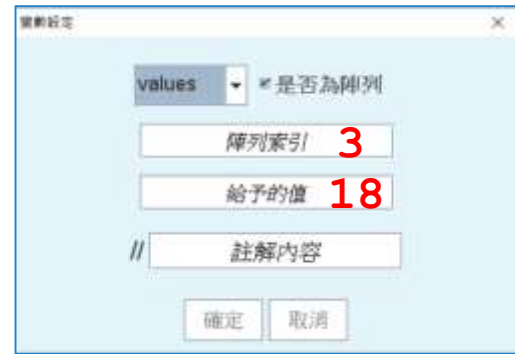 變數設定
values 是否為陣列
陣列索引 3
給予的值 18
// 註解內容
確定 取消